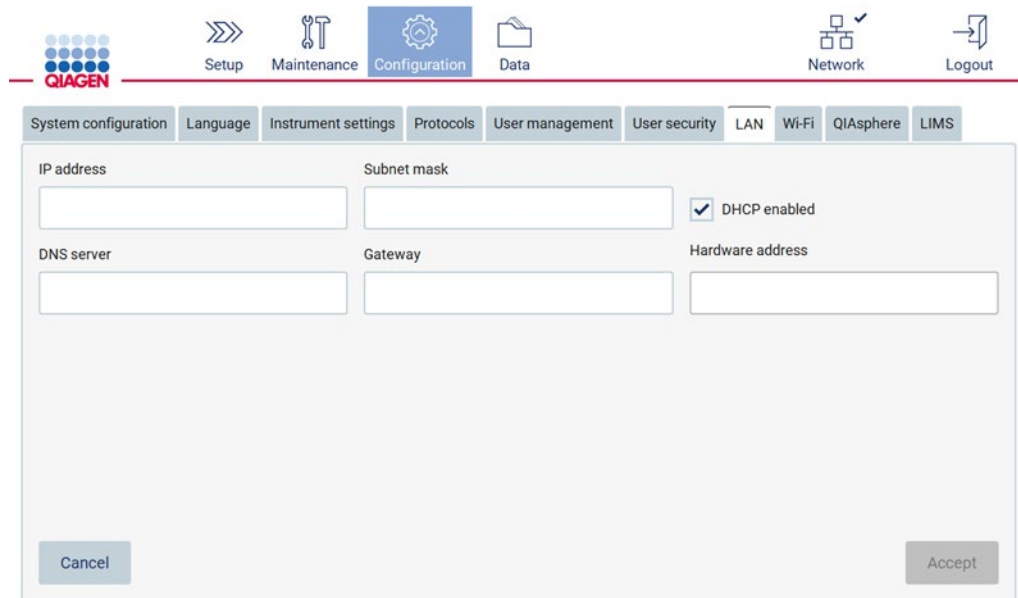 QIAGEN
Setup
Maintenance
Configuration
Data
Network
Logout
System configuration
Language
Instrument settings
Protocols
User management
User security
LAN
Wi-Fi
QIAsphere
LIMS
IP address
Subnet mask
DHCP enabled
DNS server
Gateway
Hardware address
Cancel
Accept